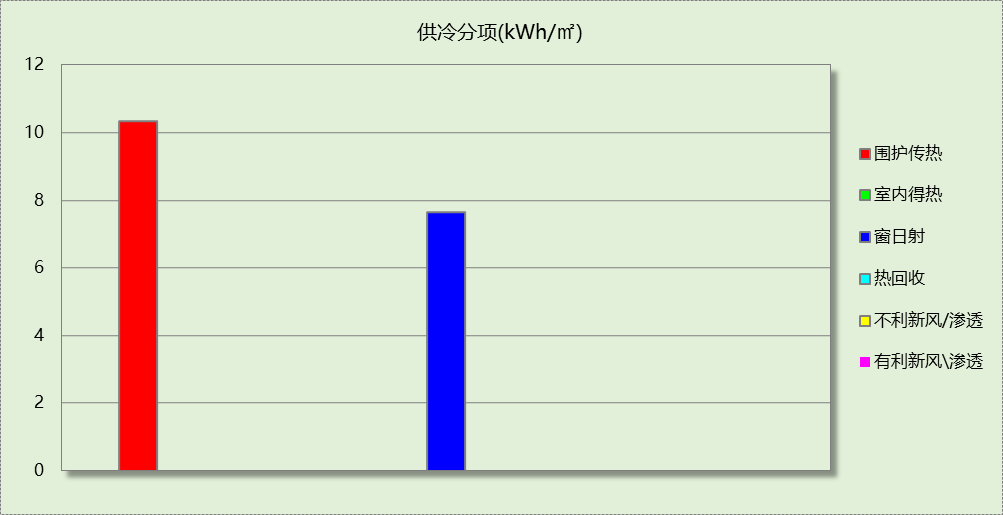 供冷分项(kWh/㎡)
12
10
8
6
4
2
0
围护传热
室内得热
窗日射
热回收
不利新风/渗透
有利新风\渗透